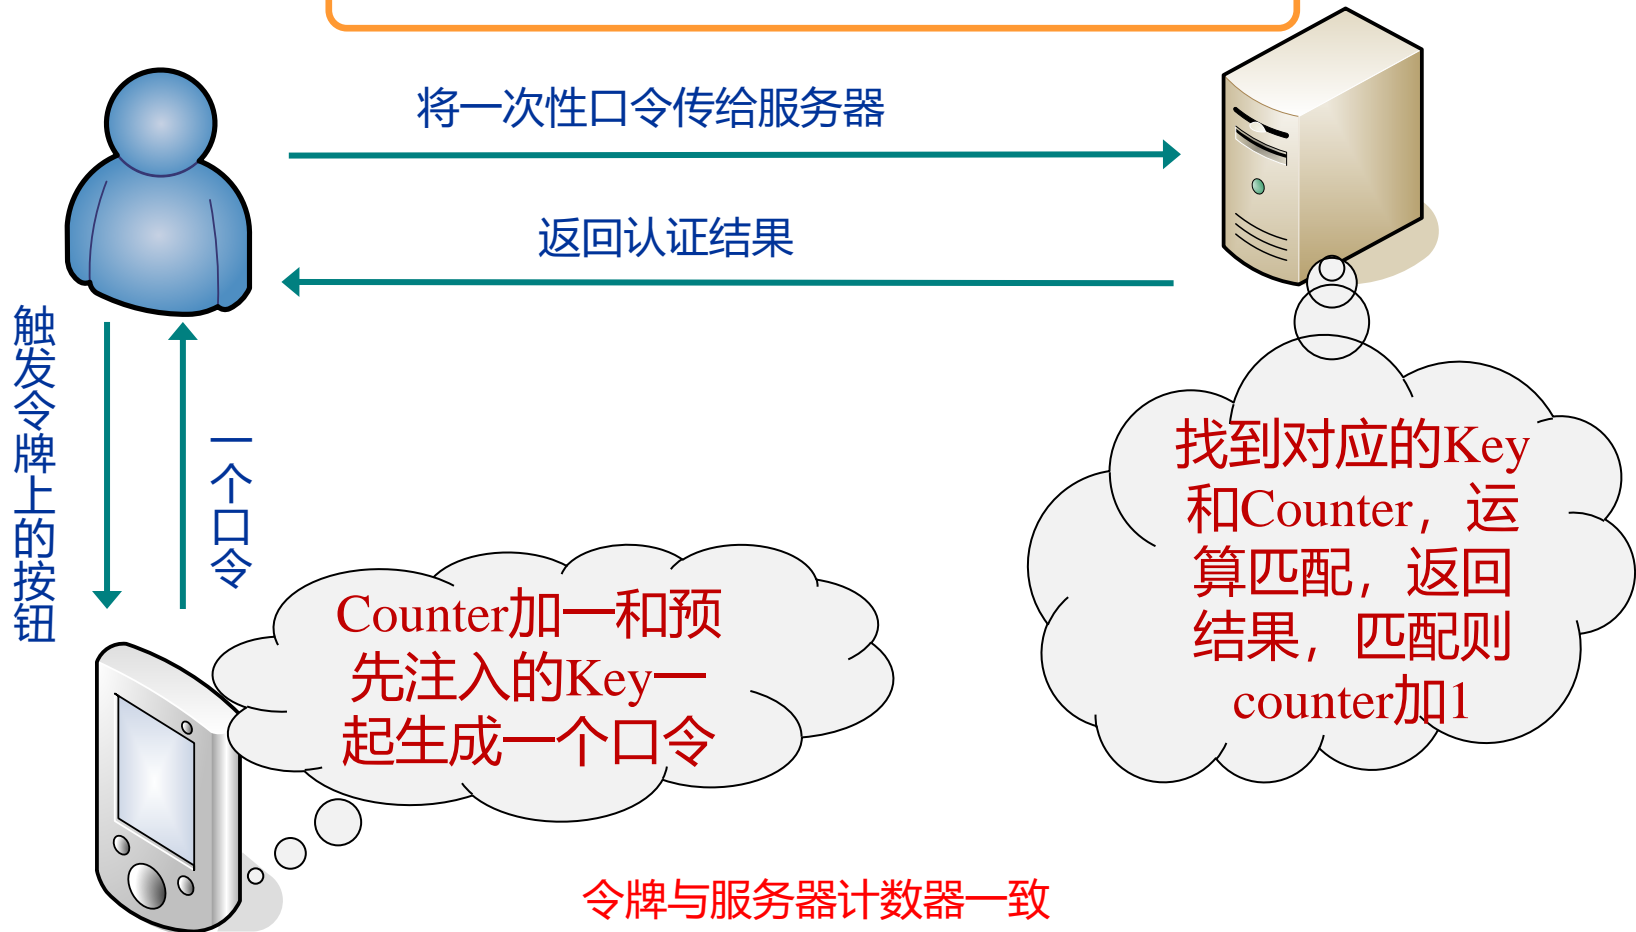 将一次性口令传给服务器
返回认证结果
触发令牌上的按钮
一个口令
找到对应的Key
和Counter，运
算匹配，返回
结果，匹配则
counter加1
Counter加一和预
先注入的Key一
起生成一个口令
令牌与服务器计数器一致